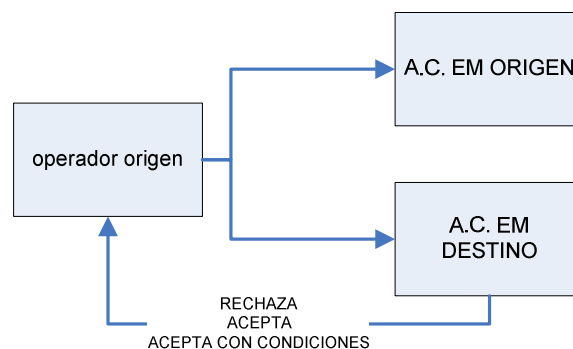 A.C. EM ORIGEN
operador origen
A.C. EM
DESTINO
RECHAZA
ACEPTA
ACEPTA CON CONDICIONES